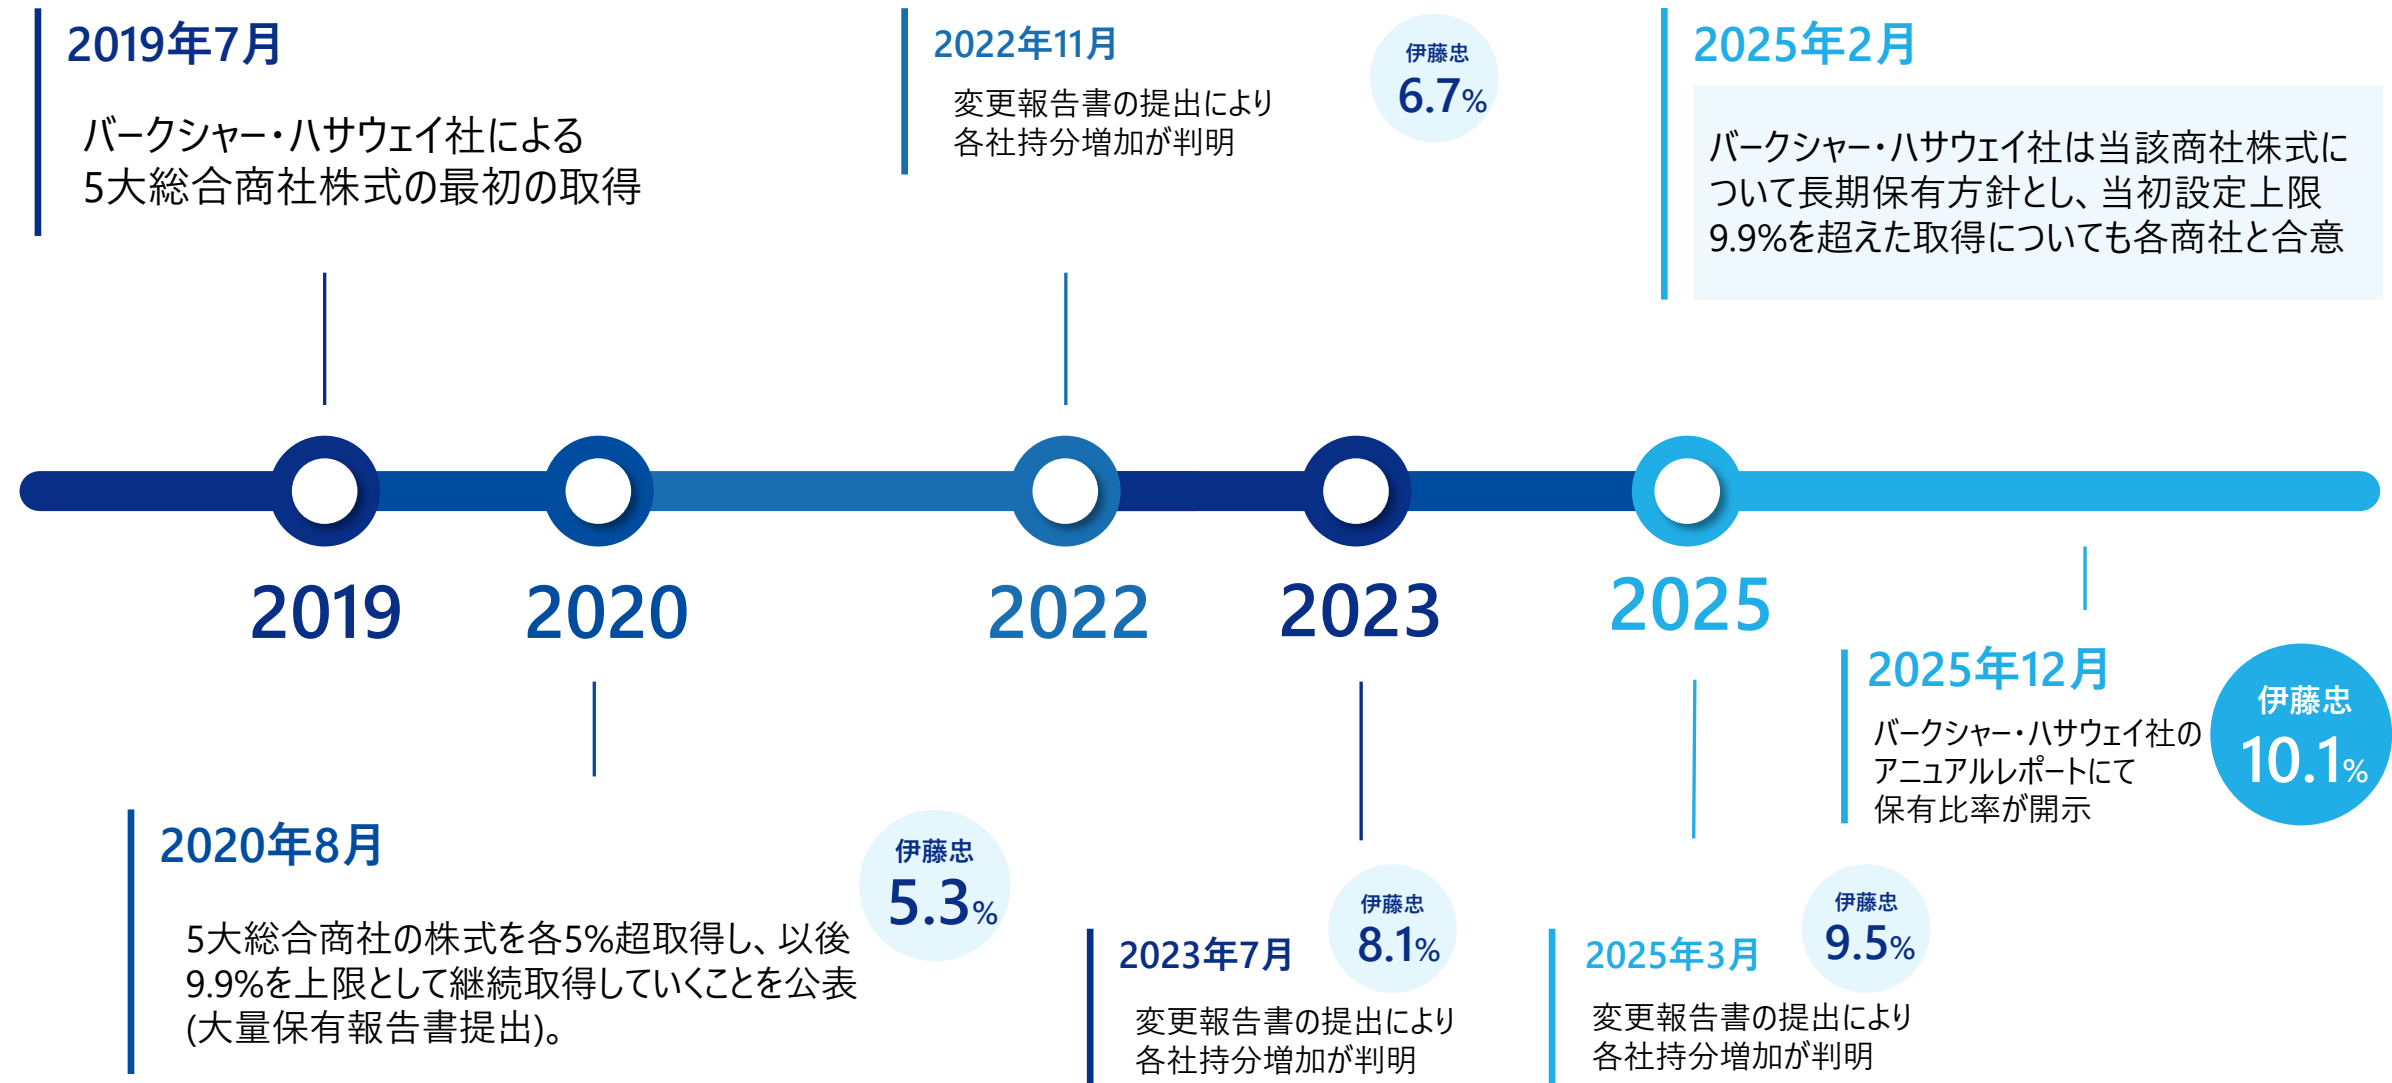 2019年7月
バークシャー・ハサウェイ社による
5大総合商社株式の最初の取得
2022年11月
変更報告書の提出により
各社持分増加が判明
伊藤忠
6.7%
2025年2月
バークシャー・ハサウェイ社は当該商社株式に
ついて長期保有方針とし、当初設定上限
9.9%を超えた取得についても各商社と合意
2019
2020
2022
2023
2025
2020年8月
5大総合商社の株式を各5%超取得し、以後
9.9%を上限として継続取得していくことを公表
(大量保有報告書提出)。
伊藤忠
5.3%
2023年7月
伊藤忠
8.1%
変更報告書の提出により
各社持分増加が判明
2025年3月
伊藤忠
9.5%
変更報告書の提出により
各社持分増加が判明
2025年12月
バークシャー・ハサウェイ社の
アニュアルレポートにて
保有比率が開示
伊藤忠
10.1%